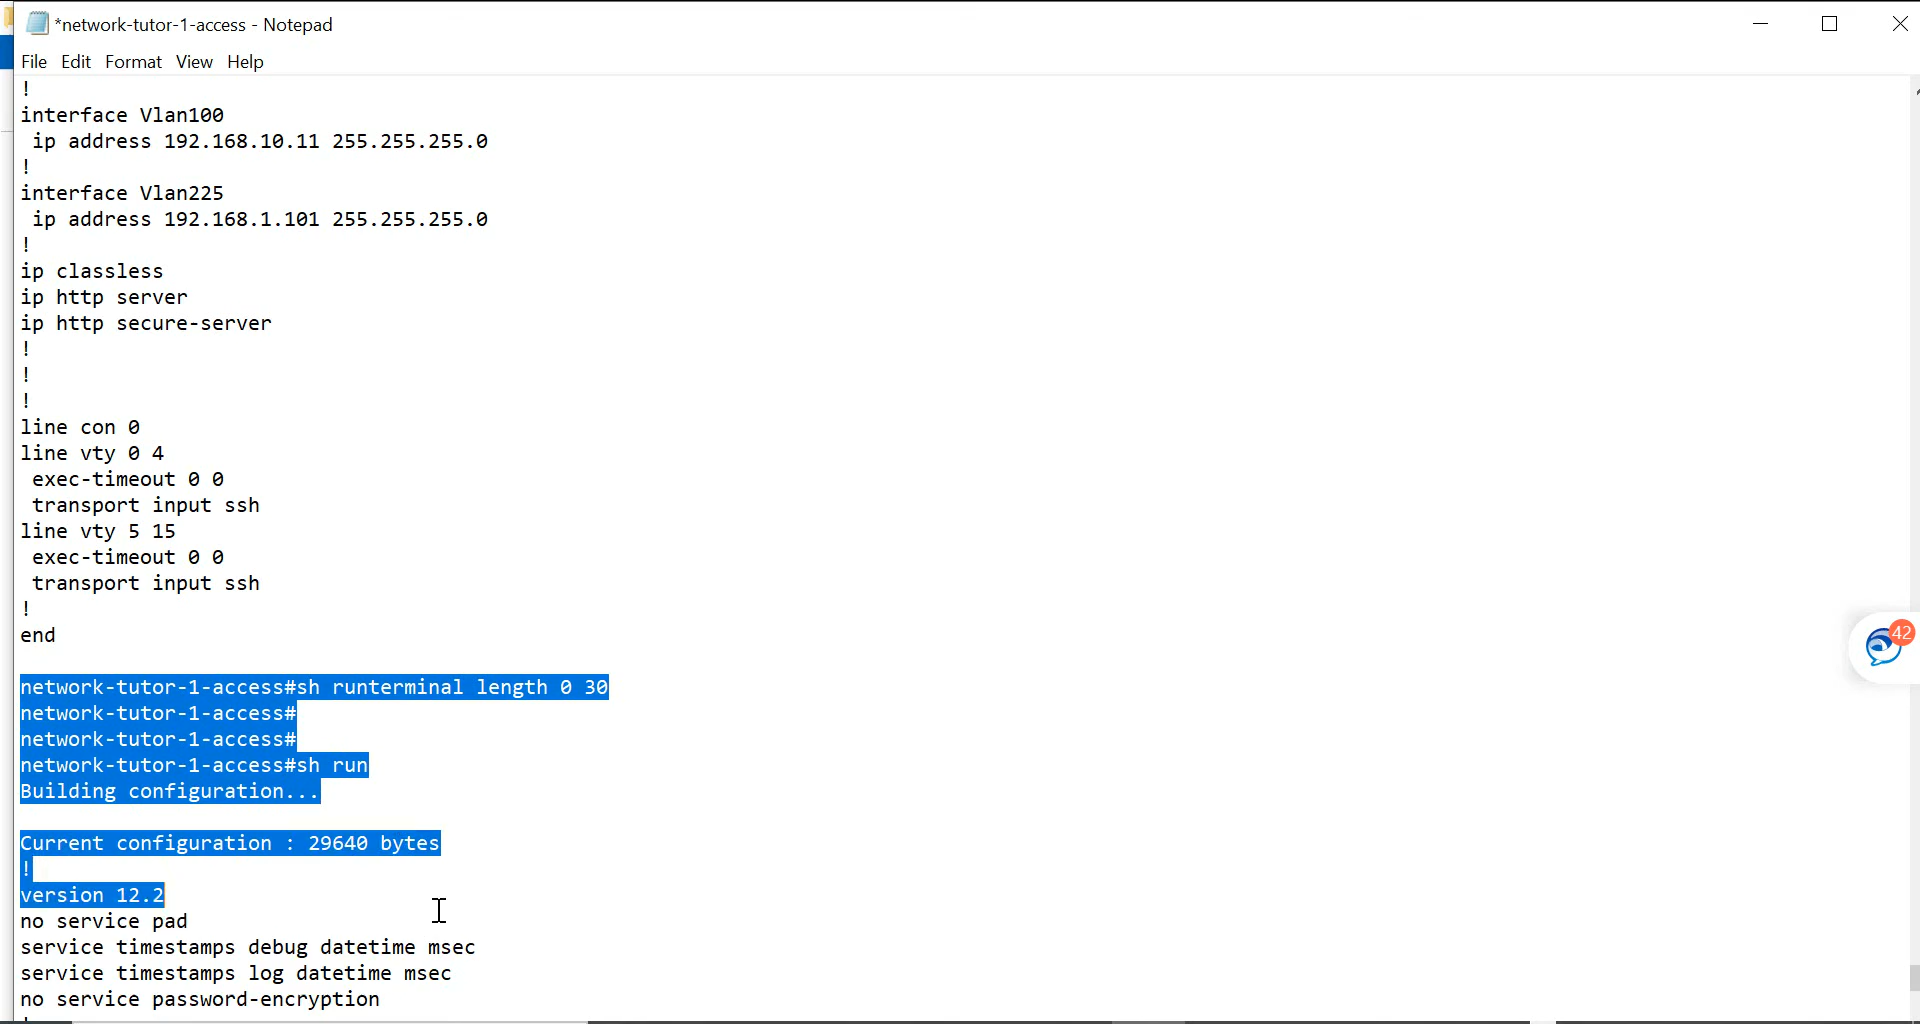 *network-tutor-1-access - Notepad
File Edit Format View Help
!
interface Vlan100
 ip address 192.168.10.11 255.255.255.0
!
interface Vlan225
 ip address 192.168.1.101 255.255.255.0
!
ip classless
ip http server
ip http secure-server
!
!
!
line con 0
line vty 0 4
 exec-timeout 0 0
 transport input ssh
line vty 5 15
 exec-timeout 0 0
 transport input ssh
!
end
network-tutor-1-access#sh runterminal length 0 30
network-tutor-1-access#
network-tutor-1-access#
network-tutor-1-access#sh run
Building configuration...
Current configuration : 29640 bytes
!
version 12.2
no service pad
service timestamps debug datetime msec
service timestamps log datetime msec
no service password-encryption
42